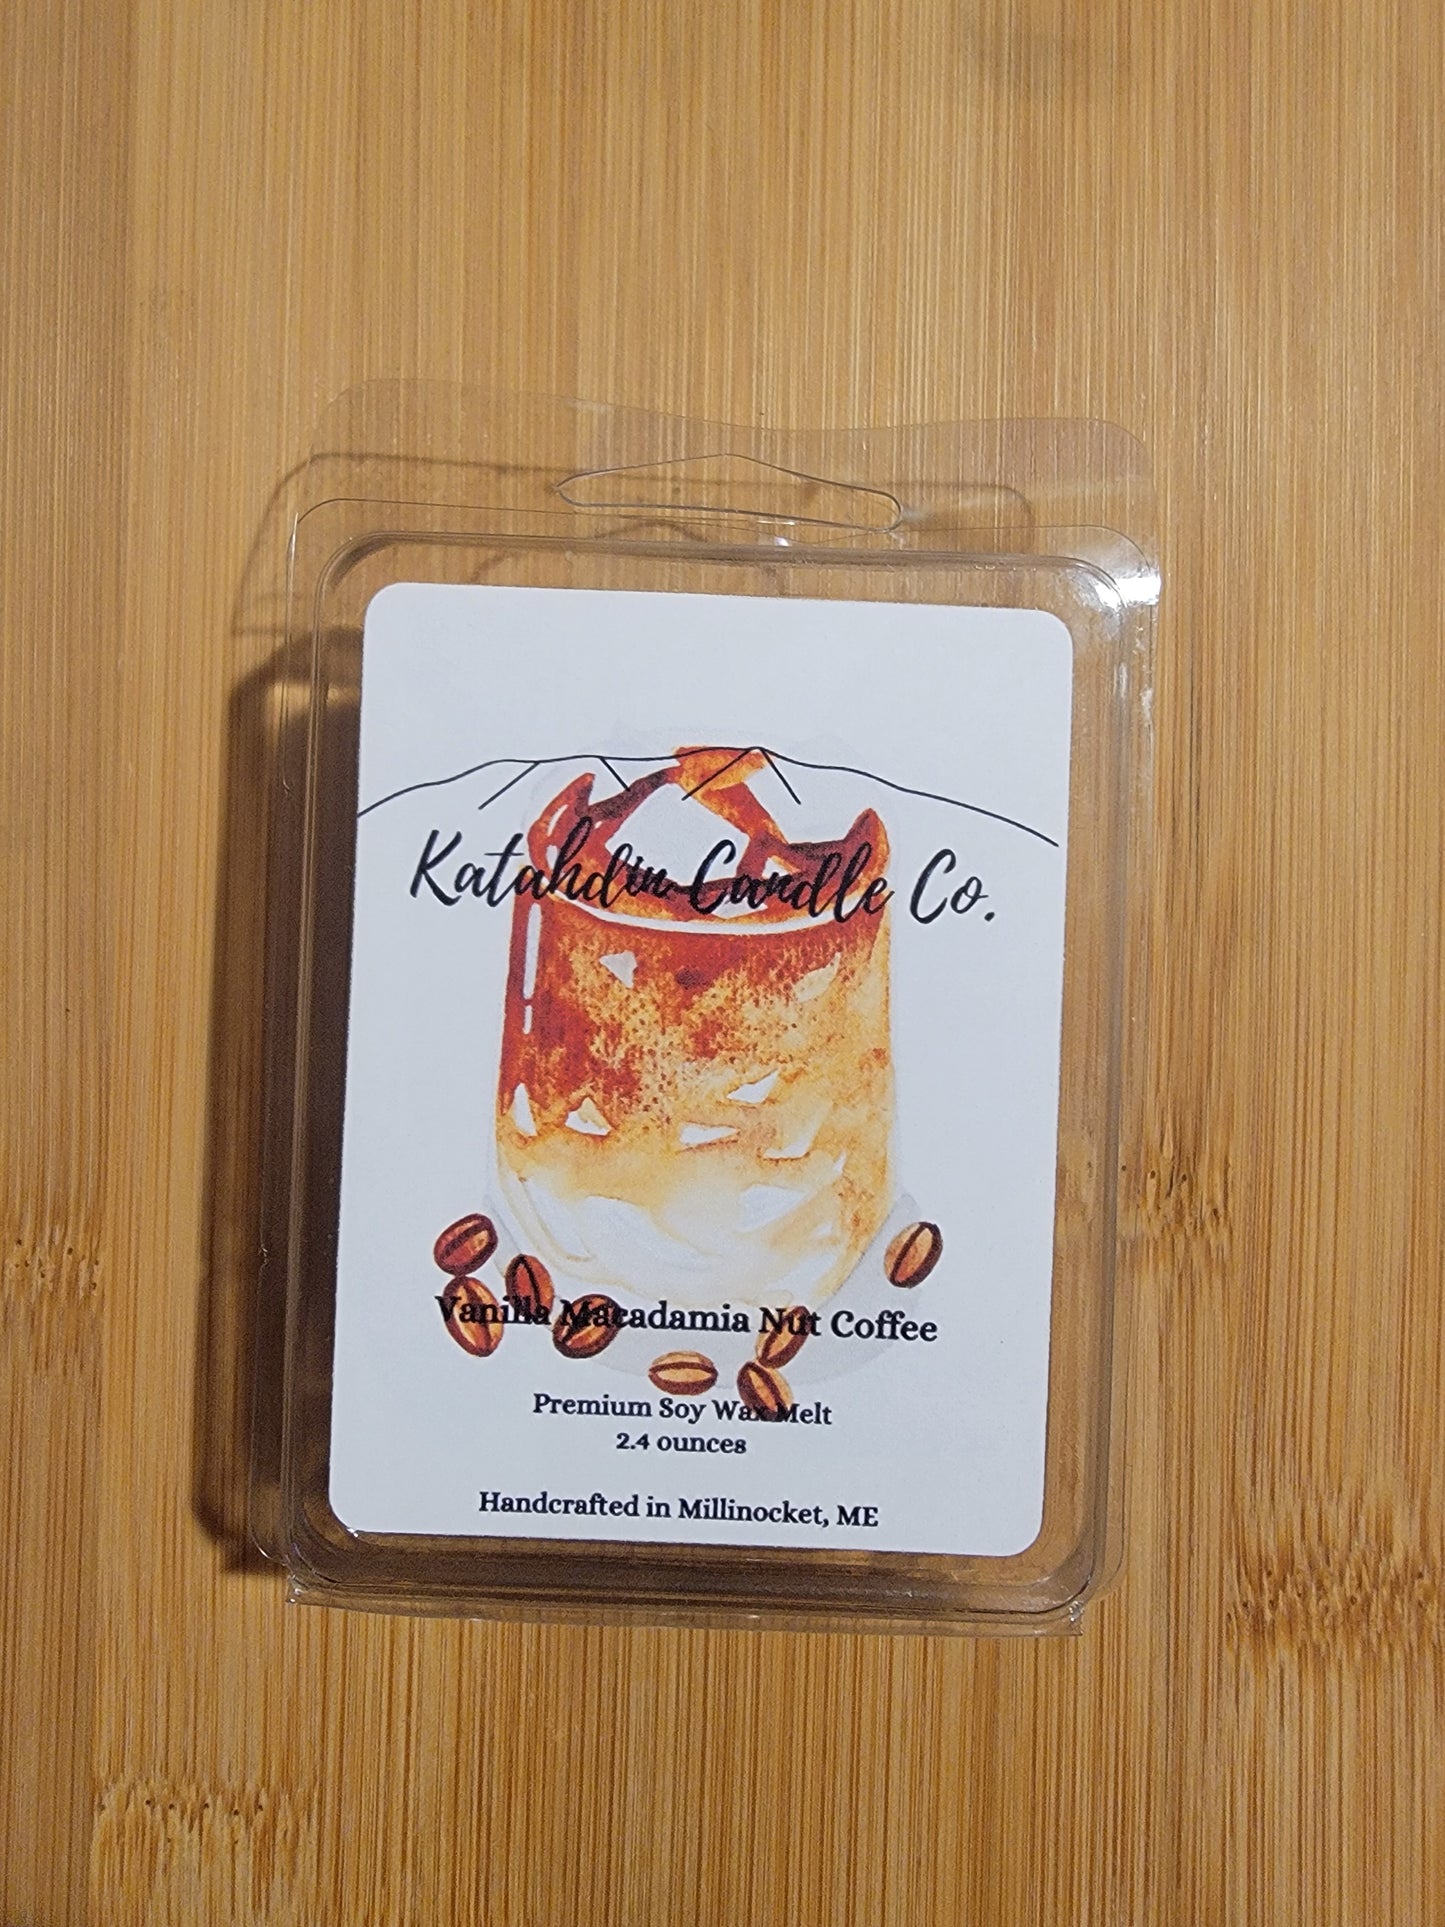 Katahdin Candle Co.
Vanilla Macadamia Nut Coffee
Premium Soy Wax Melt
2.4 ounces
Handcrafted in Millinocket, ME